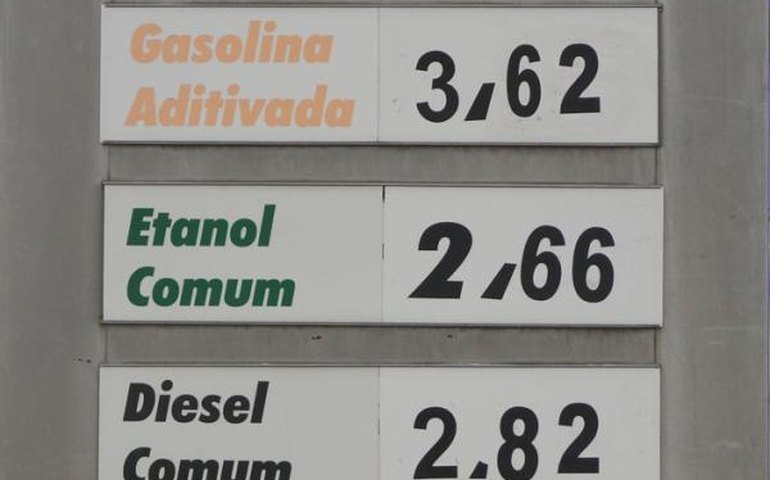 Gasolina
Aditivada 3,62
Etanol
Comum 2,66
Diesel
Comum 2,82